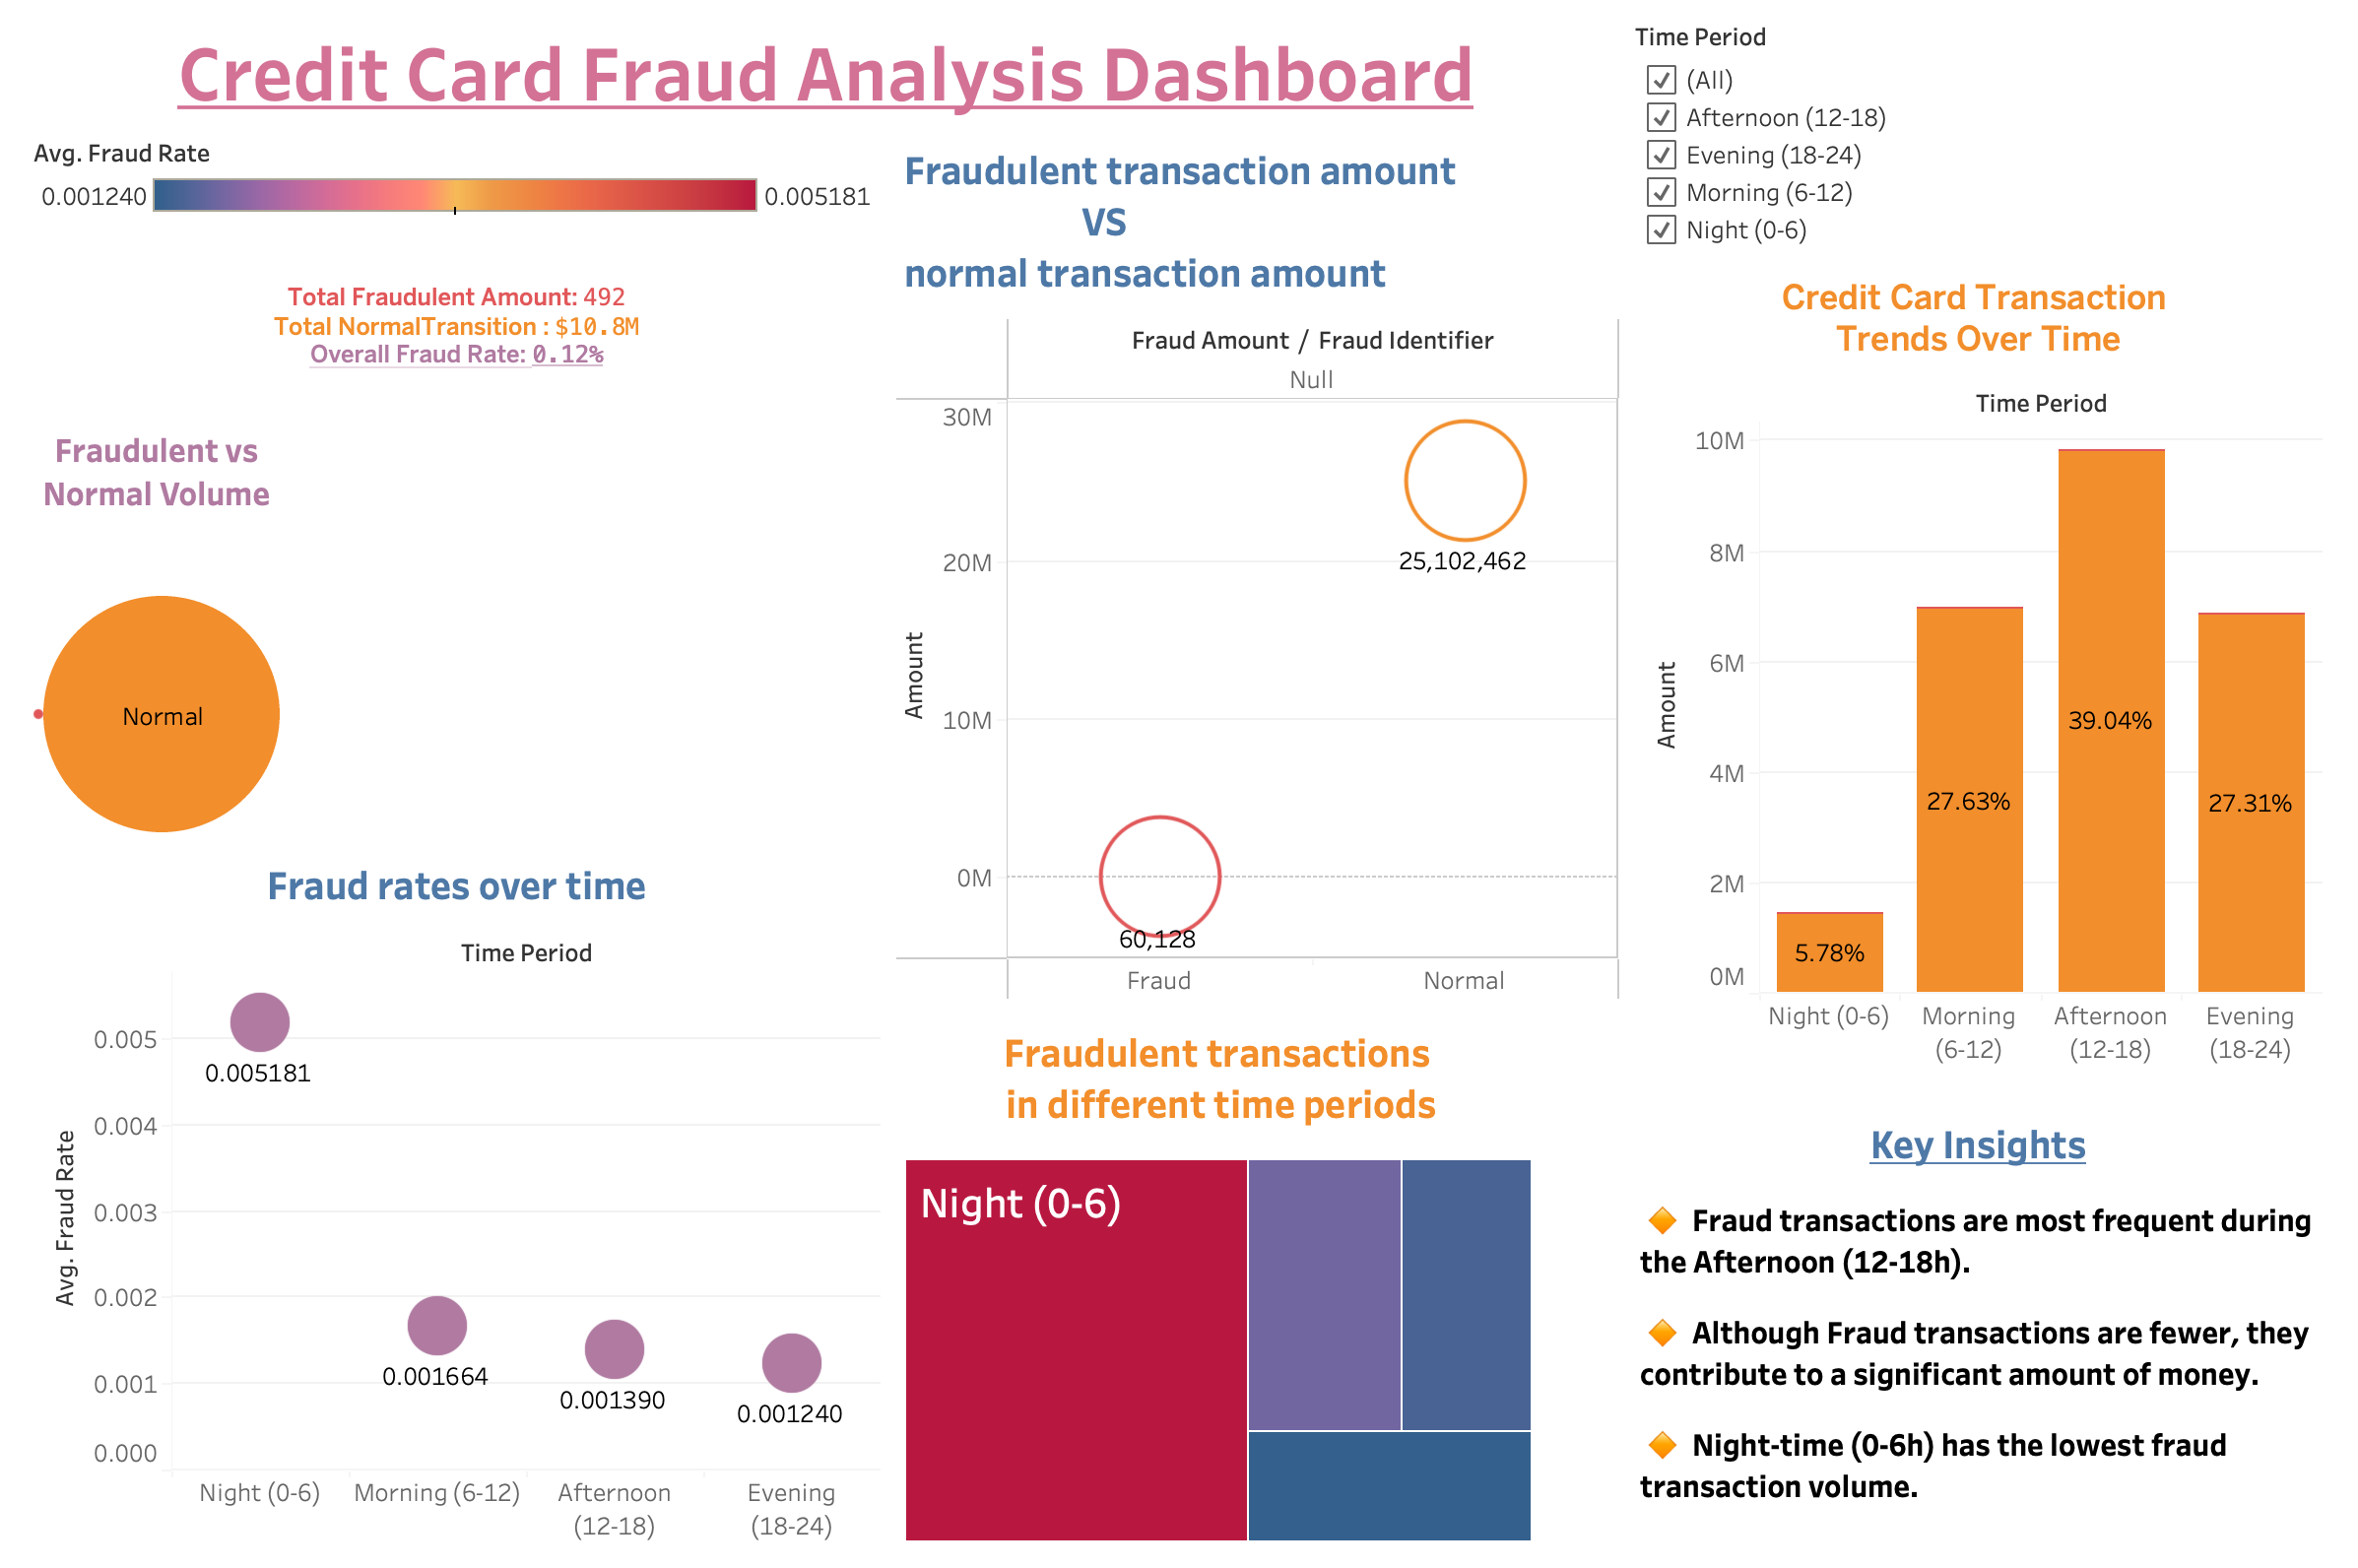 Credit Card Fraud Analysis Dashboard
Time Period
(All)
Afternoon (12-18)
Evening (18-24)
Morning (6-12)
Night (0-6)
Avg. Fraud Rate
0.001240
0.005181
Total Fraudulent Amount: 492
Total NormalTransition : $10.8M
Overall Fraud Rate: 0.12%
Fraudulent vs
Normal Volume
Normal
Fraudulent transaction amount
VS
normal transaction amount
Fraud Amount / Fraud Identifier
Null
30M
20M
10M
0M
Amount
25,102,462
60,128
Fraud
Normal
Credit Card Transaction
Trends Over Time
Time Period
10M
8M
6M
4M
2M
0M
Amount
5.78%
27.63%
39.04%
27.31%
Night (0-6)
Morning
(6-12)
Afternoon
(12-18)
Evening
(18-24)
Fraud rates over time
Time Period
0.005
0.004
0.003
0.002
0.001
0.000
Avg. Fraud Rate
0.005181
0.001664
0.001390
0.001240
Night (0-6)
Morning (6-12)
Afternoon
(12-18)
Evening
(18-24)
Fraudulent transactions
in different time periods
Night (0-6)
Key Insights
🔶 Fraud transactions are most frequent during
the Afternoon (12-18h).
🔶 Although Fraud transactions are fewer, they
contribute to a significant amount of money.
🔶 Night-time (0-6h) has the lowest fraud
transaction volume.